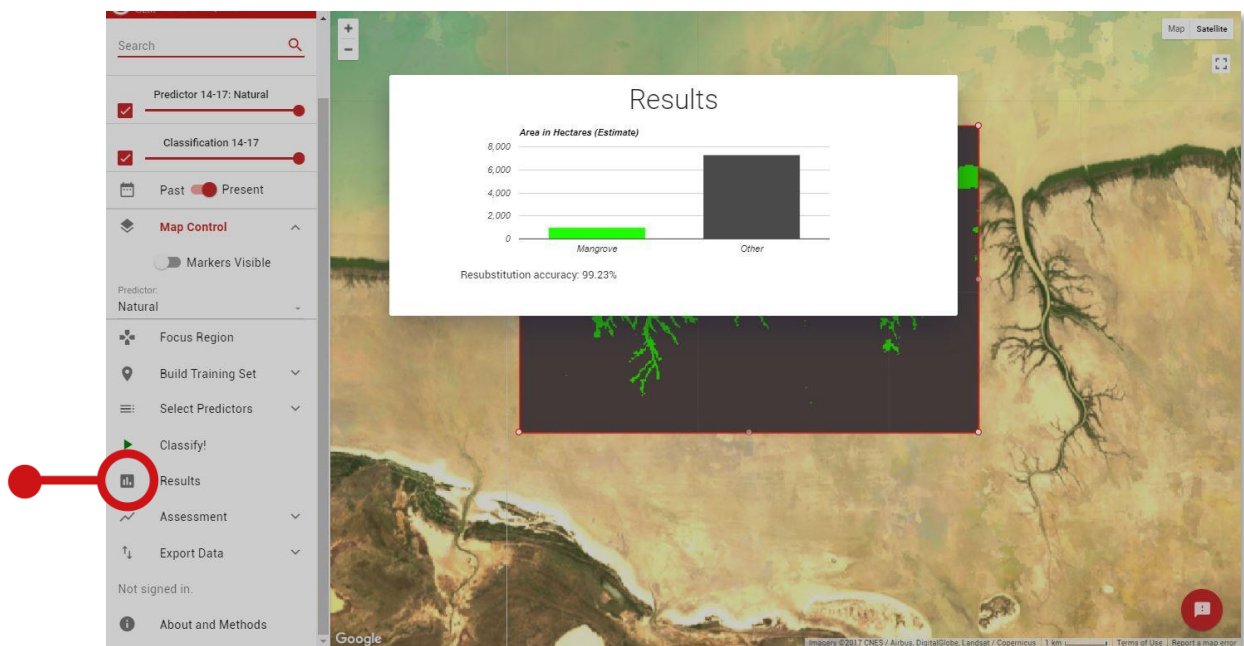 Search
Predictor 14-17: Natural
Classification 14-17
Past Present
Map Control
Markers Visible
Predictor:
Natural
Focus Region
Build Training Set
Select Predictors
Classify!
Results
Assessment
Export Data
Not signed in.
About and Methods
+
−
Map Satellite
Results
Area in Hectares (Estimate)
8,000
6,000
4,000
2,000
0
Mangrove Other
Resubstitution accuracy: 99.23%
Google
Imagery ©2017 CNES / Airbus, DigitalGlobe, Landsat / Copernicus 1 km Terms of Use Report a map error